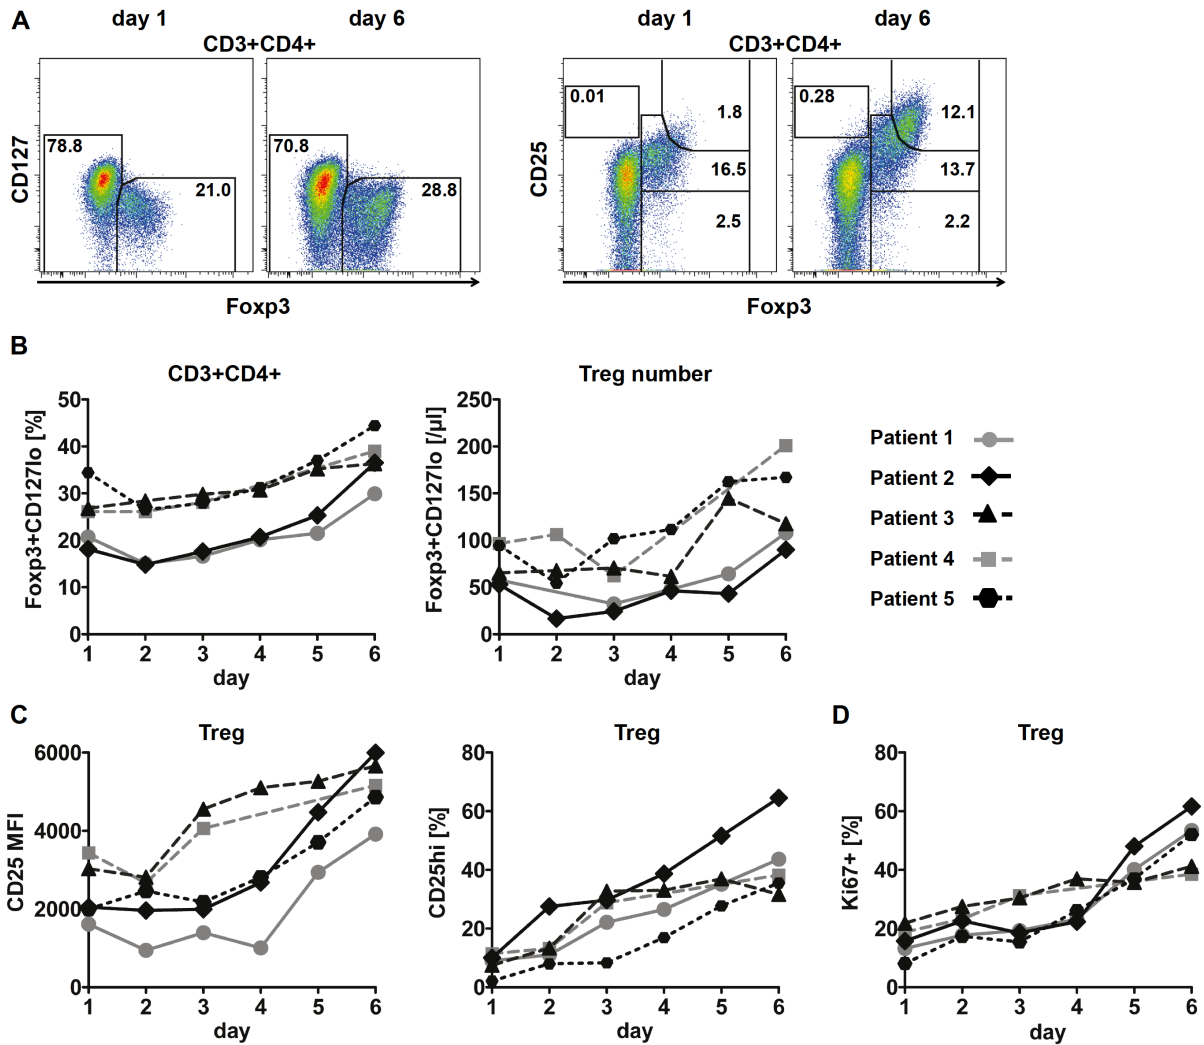 A
day 1
day 6
CD3+CD4+
CD127
78.8
21.0
70.8
28.8
Foxp3
day 1
day 6
CD3+CD4+
CD25
0.01
1.8
16.5
2.5
0.28
12.1
13.7
2.2
Foxp3
B
CD3+CD4+
Foxp3+CD127lo [%]
50
40
30
20
10
0
1 2 3 4 5 6
day
Treg number
Foxp3+CD127lo [/µl]
250
200
150
100
50
0
1 2 3 4 5 6
day
Patient 1
Patient 2
Patient 3
Patient 4
Patient 5
C
Treg
CD25 MFI
6000
4000
2000
0
1 2 3 4 5 6
day
Treg
CD25hi [%]
80
60
40
20
0
1 2 3 4 5 6
day
D
Treg
Ki67+ [%]
80
60
40
20
0
1 2 3 4 5 6
day